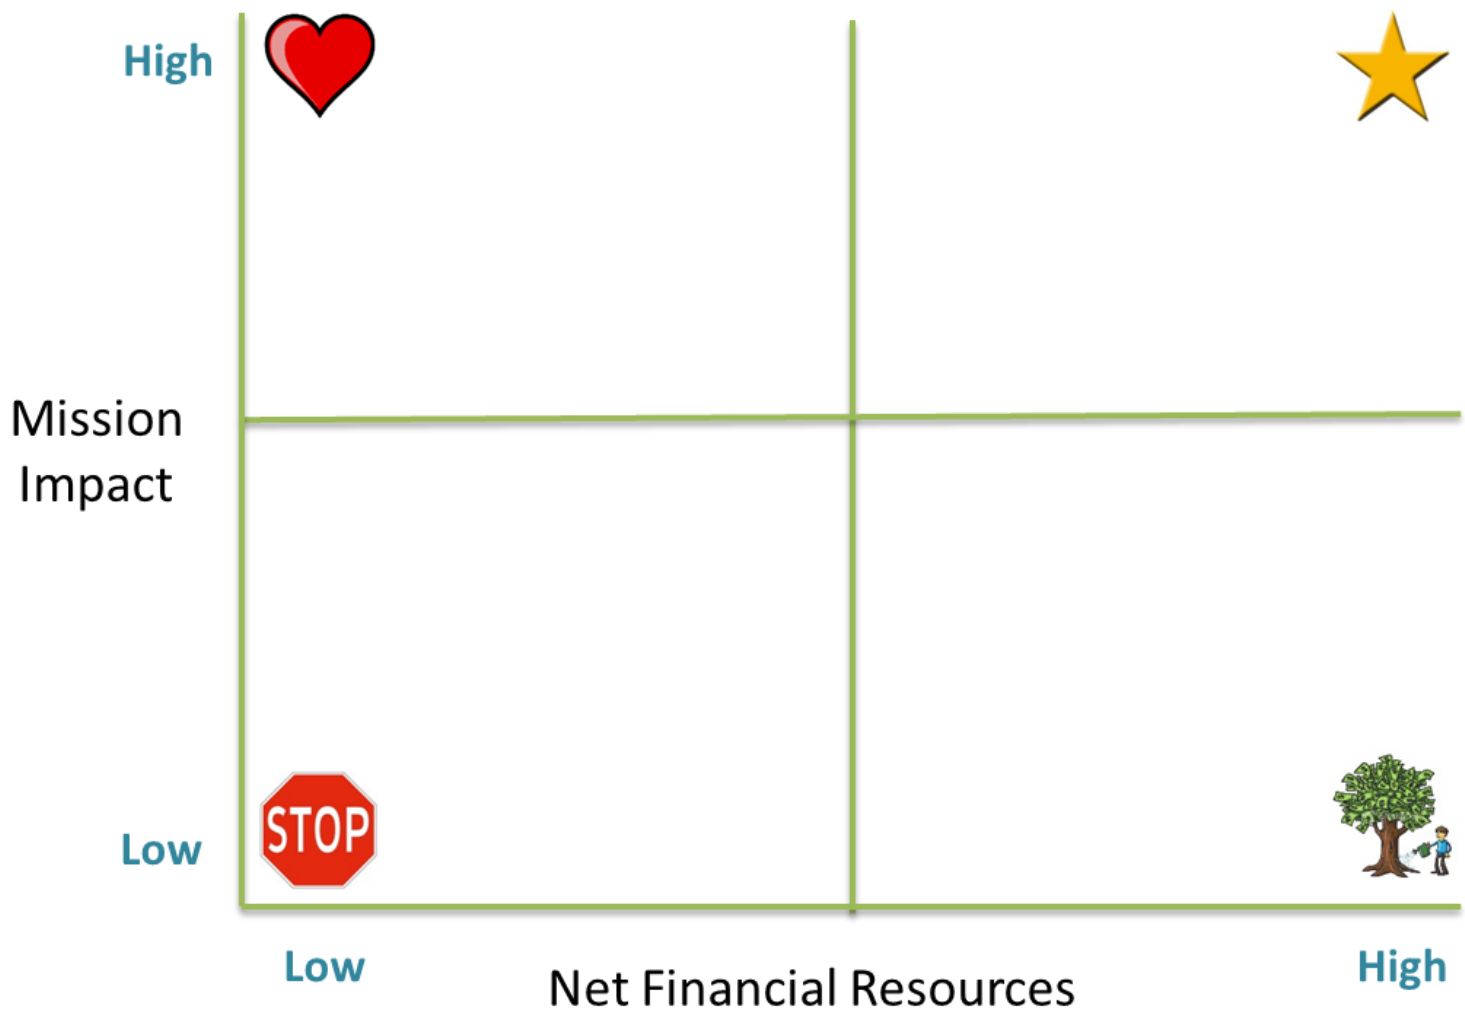 High
Mission
Impact
STOP
Low
Low
Net Financial Resources
High